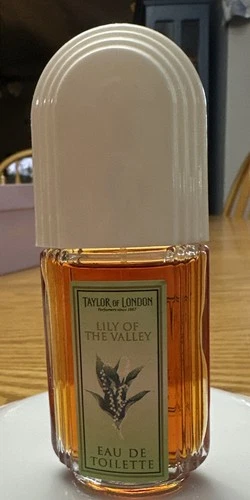 TAYLOR OF LONDON
Perfumers since 1887
LILY OF
THE VALLEY
EAU DE
TOILETTE